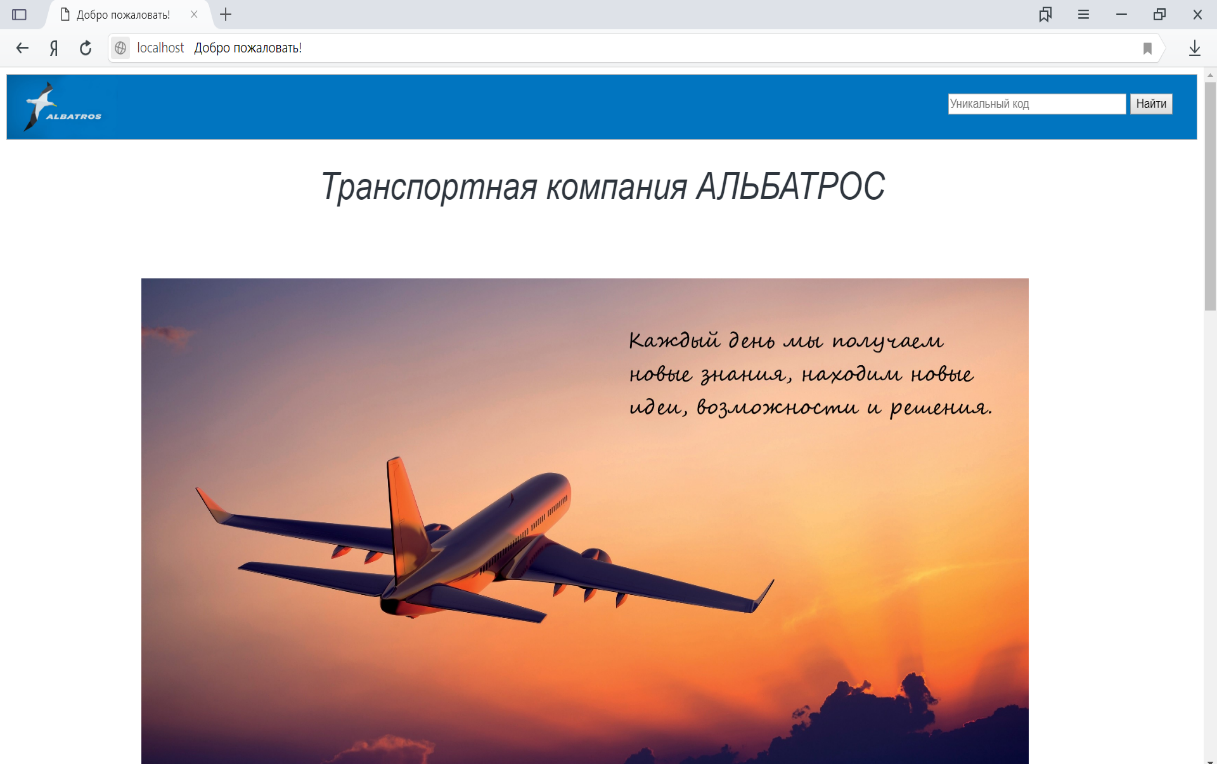 Добро пожаловать!
Я
localhost Добро пожаловать!
ALBATROS
Уникальный код
Найти
Транспортная компания АЛЬБАТРОС
Каждый день мы получаем
новые знания, находим новые
идеи, возможности и решения.